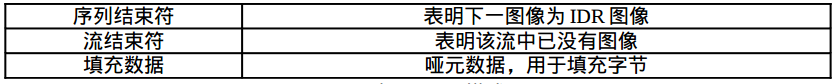 序列结束符 表明下一图像为 IDR 图像
流结束符 表明该流中已没有图像
填充数据 哑元数据，用于填充字节